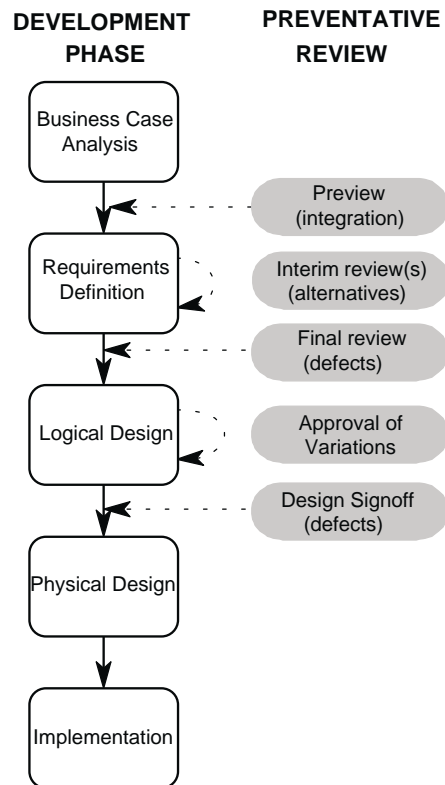 DEVELOPMENT
PHASE
PREVENTATIVE
REVIEW
Business Case
Analysis
Preview
(integration)
Requirements
Definition
Interim review(s)
(alternatives)
Final review
(defects)
Logical Design
Approval of
Variations
Design Signoff
(defects)
Physical Design
Implementation